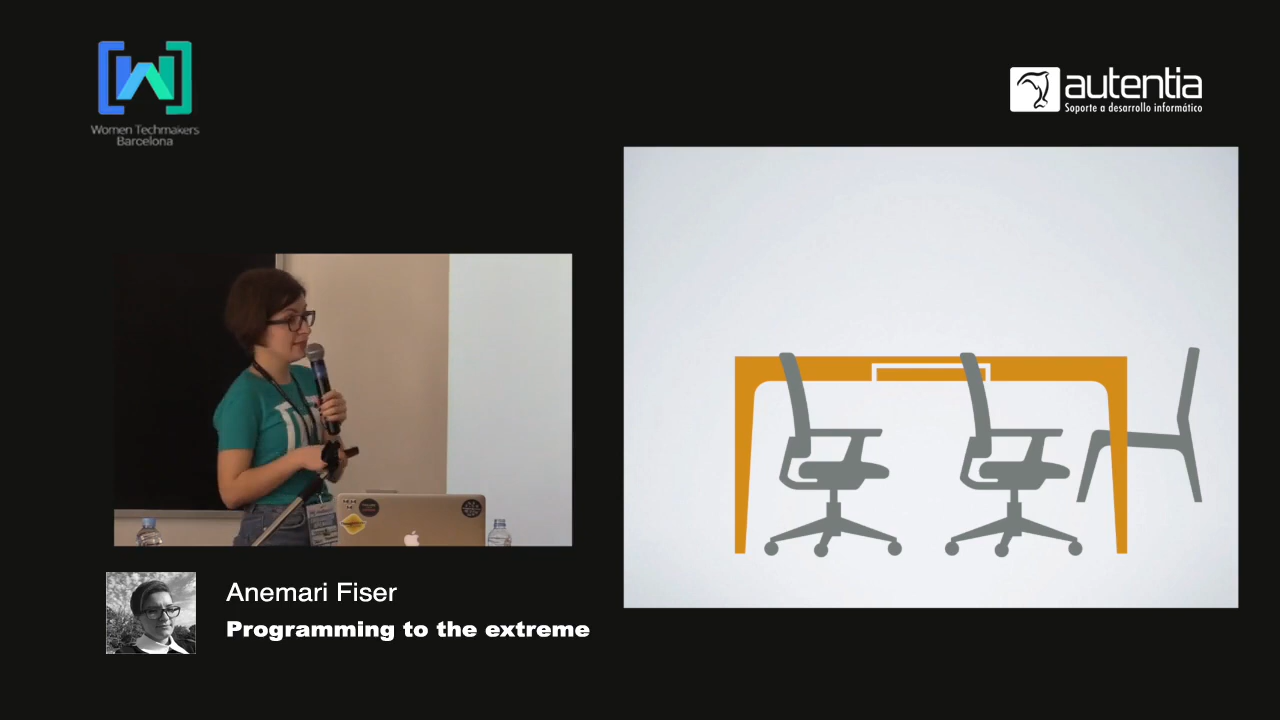 Women Techmakers
Barcelona
autentia
Soporte a desarrollo informático
Anemari Fiser
Programming to the extreme